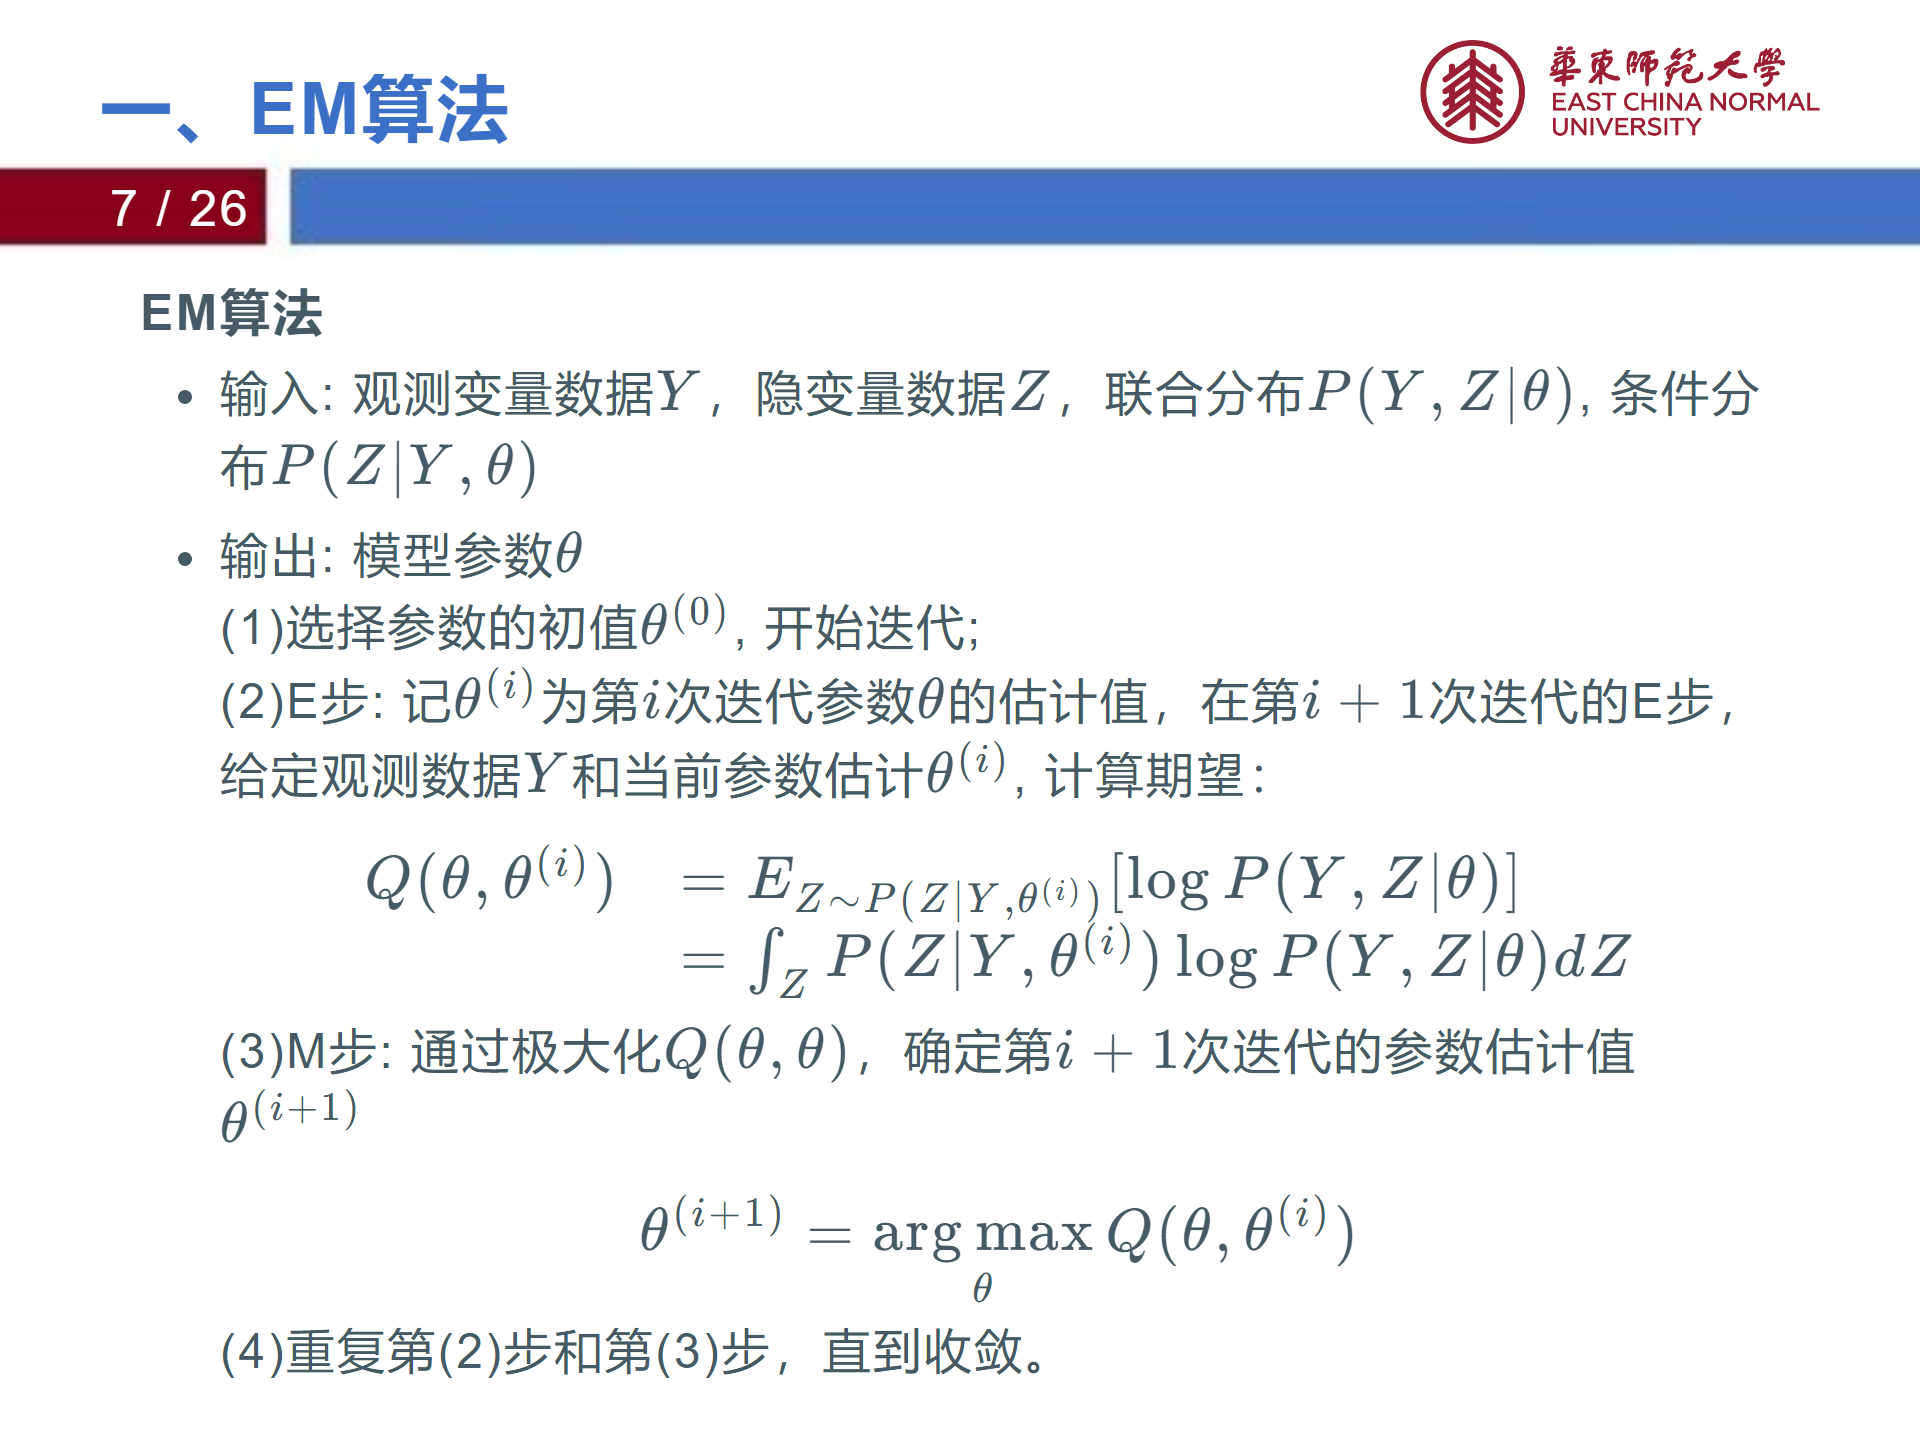 一、EM算法
華東師範大學
EAST CHINA NORMAL
UNIVERSITY
7 / 26
EM算法
• 输入: 观测变量数据Y，隐变量数据Z，联合分布P(Y, Z|θ), 条件分
布P(Z|Y, θ)
• 输出: 模型参数θ
(1)选择参数的初值θ^(0), 开始迭代;
(2)E步: 记θ^(i)为第i次迭代参数θ的估计值，在第i + 1次迭代的E步，
给定观测数据Y和当前参数估计θ^(i), 计算期望：
Q(θ, θ^(i)) = E_{Z∼P(Z|Y,θ^(i))}[log P(Y, Z|θ)]
= ∫_Z P(Z|Y, θ^(i)) log P(Y, Z|θ)dZ
(3)M步: 通过极大化Q(θ, θ)，确定第i + 1次迭代的参数估计值
θ^(i+1)
θ^(i+1) = arg max Q(θ, θ^(i))
θ
(4)重复第(2)步和第(3)步，直到收敛。